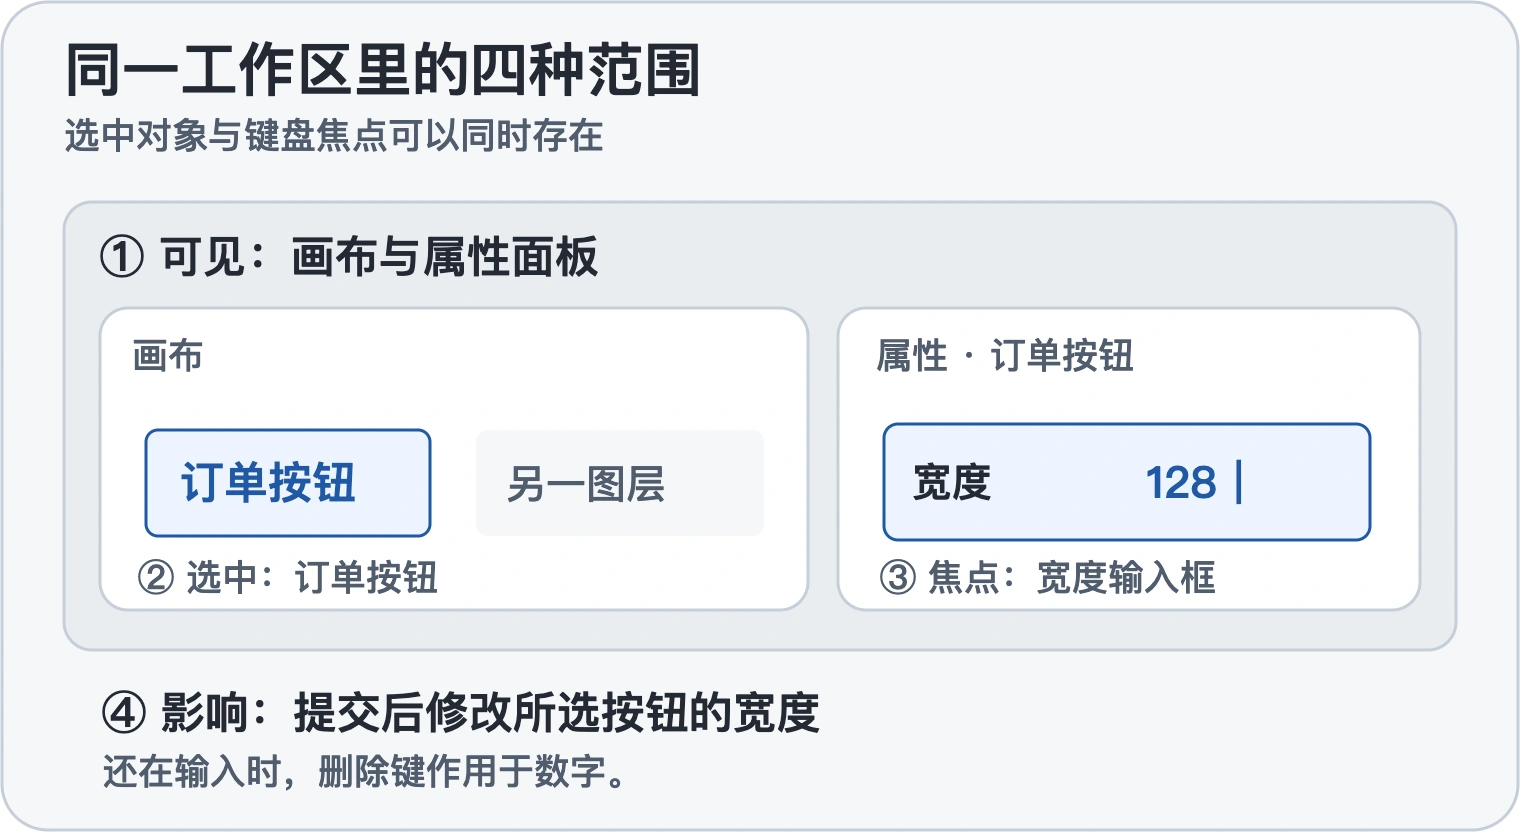 同一工作区里的四种范围
选中对象与键盘焦点可以同时存在
① 可见：画布与属性面板
画布
订单按钮
另一图层
② 选中：订单按钮
属性 · 订单按钮
宽度 128
③ 焦点：宽度输入框
④ 影响：提交后修改所选按钮的宽度
还在输入时，删除键作用于数字。